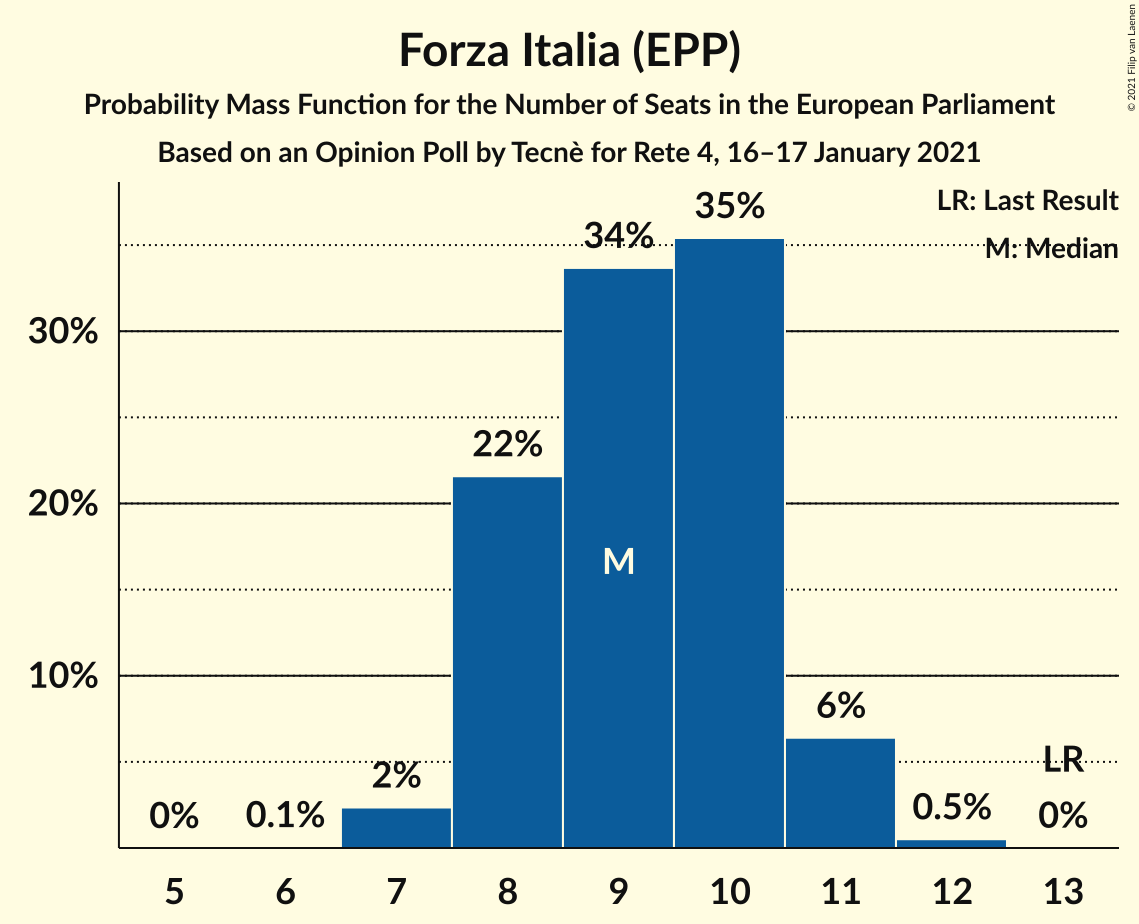 Forza Italia (EPP)
Probability Mass Function for the Number of Seats in the European Parliament
Based on an Opinion Poll by Tecnè for Rete 4, 16–17 January 2021
© 2021 Filip van Laenen
LR: Last Result
M: Median
30%
20%
10%
0%
0.1%
2%
22%
34%
35%
6%
0.5%
LR
0%
M
5 6 7 8 9 10 11 12 13